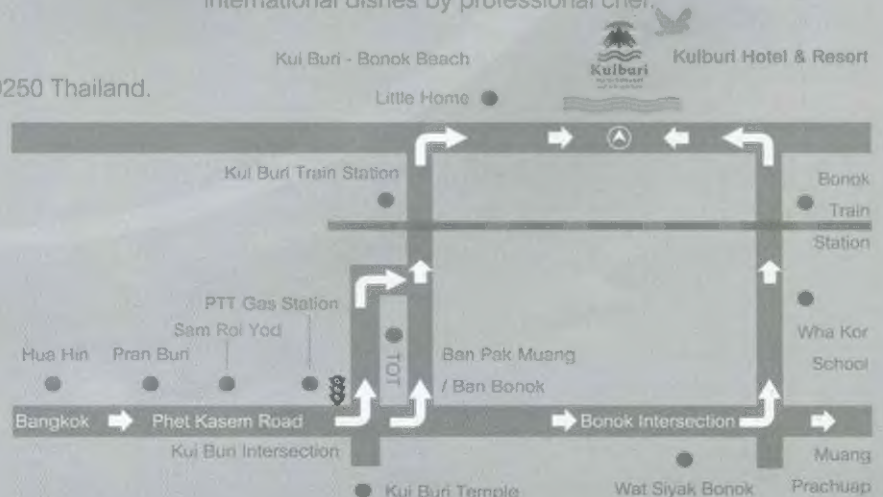 international dishes by professional chef.
Kui Buri - Bonok Beach
Kuiburi
Kuiburi Hotel & Resort
0250 Thailand.
Little Home
Kui Buri Train Station
Bonok
Train
Station
PTT Gas Station
Sam Roi Yod
Hua Hin
Pran Buri
TOT
Ban Pak Muang
/ Ban Bonok
Wha Kor
School
Bangkok
Phet Kasem Road
Bonok Intersection
Kui Buri Intersection
Muang
Prachuap
Kui Buri Temple
Wat Siyak Bonok